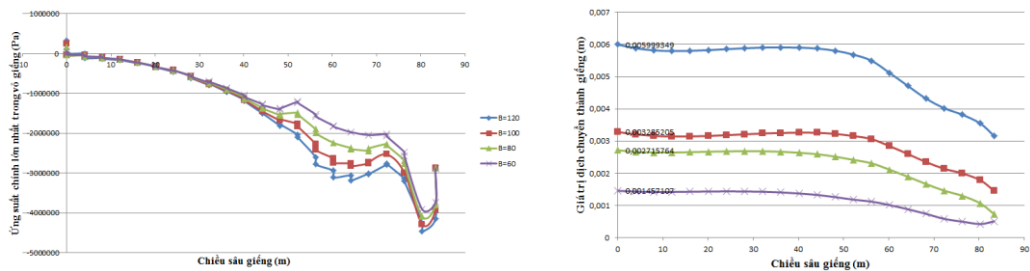 Ứng suất chính lớn nhất trong vỏ giếng (Pa)
1000000
0
-1000000
-2000000
-3000000
-4000000
-5000000
0 10 20 30 40 50 60 70 80 90
B=120
B=100
B=80
B=60
Chiều sâu giếng (m)
Giá trị dịch chuyển thành giếng (m)
0,007
0,006
0,005
0,004
0,003
0,002
0,001
0
0,005999349
0,003285205
0,002715764
0,001457107
0 10 20 30 40 50 60 70 80 90
Chiều sâu giếng (m)